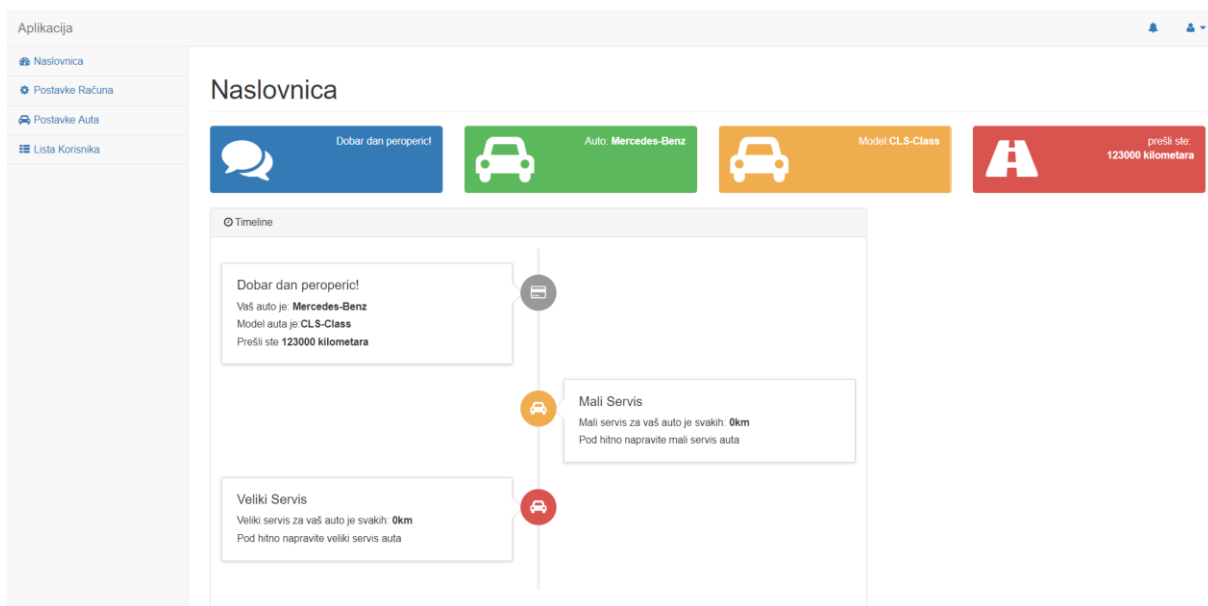 Aplikacija
Naslovnica
Postavke Računa
Postavke Auta
Lista Korisnika
Naslovnica
Dobar dan peroperic!
Auto: Mercedes-Benz
Model:CLS-Class
prešli ste:
123000 kilometara
Timeline
Dobar dan peroperic!
Vaš auto je: Mercedes-Benz
Model auta je:CLS-Class
Prešli ste 123000 kilometara
Mali Servis
Mali servis za vaš auto je svakih: 0km
Pod hitno napravite mali servis auta
Veliki Servis
Veliki servis za vaš auto je svakih: 0km
Pod hitno napravite veliki servis auta